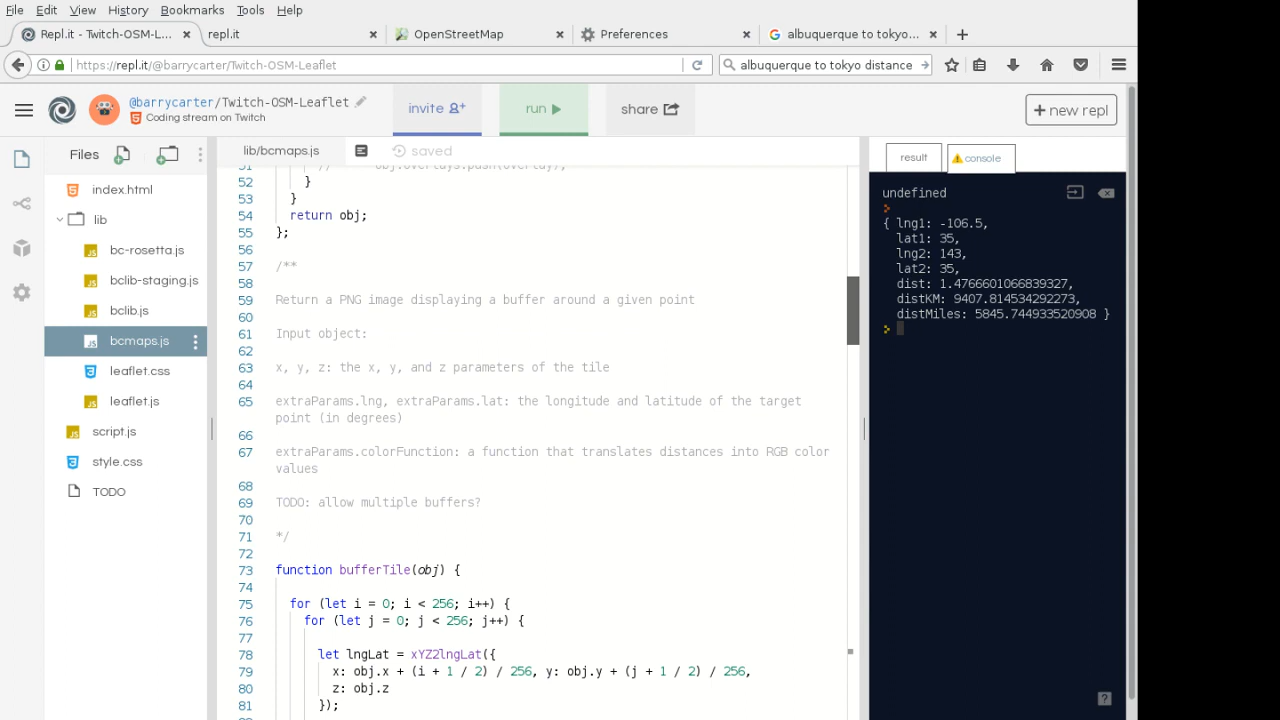 File Edit View History Bookmarks Tools Help
Repl.it - Twitch-OSM-L... × repl.it × OpenStreetMap × Preferences × albuquerque to tokyo... × +
https://repl.it/@barrycarter/Twitch-OSM-Leaflet albuquerque to tokyo distance
@barrycarter/Twitch-OSM-Leaflet
Coding stream on Twitch
invite run share + new repl
Files
index.html
lib
bc-rosetta.js
bclib-staging.js
bclib.js
bcmaps.js
leaflet.css
leaflet.js
script.js
style.css
TODO
lib/bcmaps.js saved
51 // obj.overlays.push(overlay);
52 }
53 }
54 return obj;
55 };
56
57 /**
58
59 Return a PNG image displaying a buffer around a given point
60
61 Input object:
62
63 x, y, z: the x, y, and z parameters of the tile
64
65 extraParams.lng, extraParams.lat: the longitude and latitude of the target
point (in degrees)
66
67 extraParams.colorFunction: a function that translates distances into RGB color
values
68
69 TODO: allow multiple buffers?
70
71 */
72
73 function bufferTile(obj) {
74
75 for (let i = 0; i < 256; i++) {
76 for (let j = 0; j < 256; j++) {
77
78 let lngLat = xYZ2lngLat({
79 x: obj.x + (i + 1 / 2) / 256, y: obj.y + (j + 1 / 2) / 256,
80 z: obj.z
81 });
result console
undefined
>
{ lng1: -106.5,
lat1: 35,
lng2: 143,
lat2: 35,
dist: 1.4766601066839327,
distKM: 9407.814534292273,
distMiles: 5845.744933520908 }
>
?